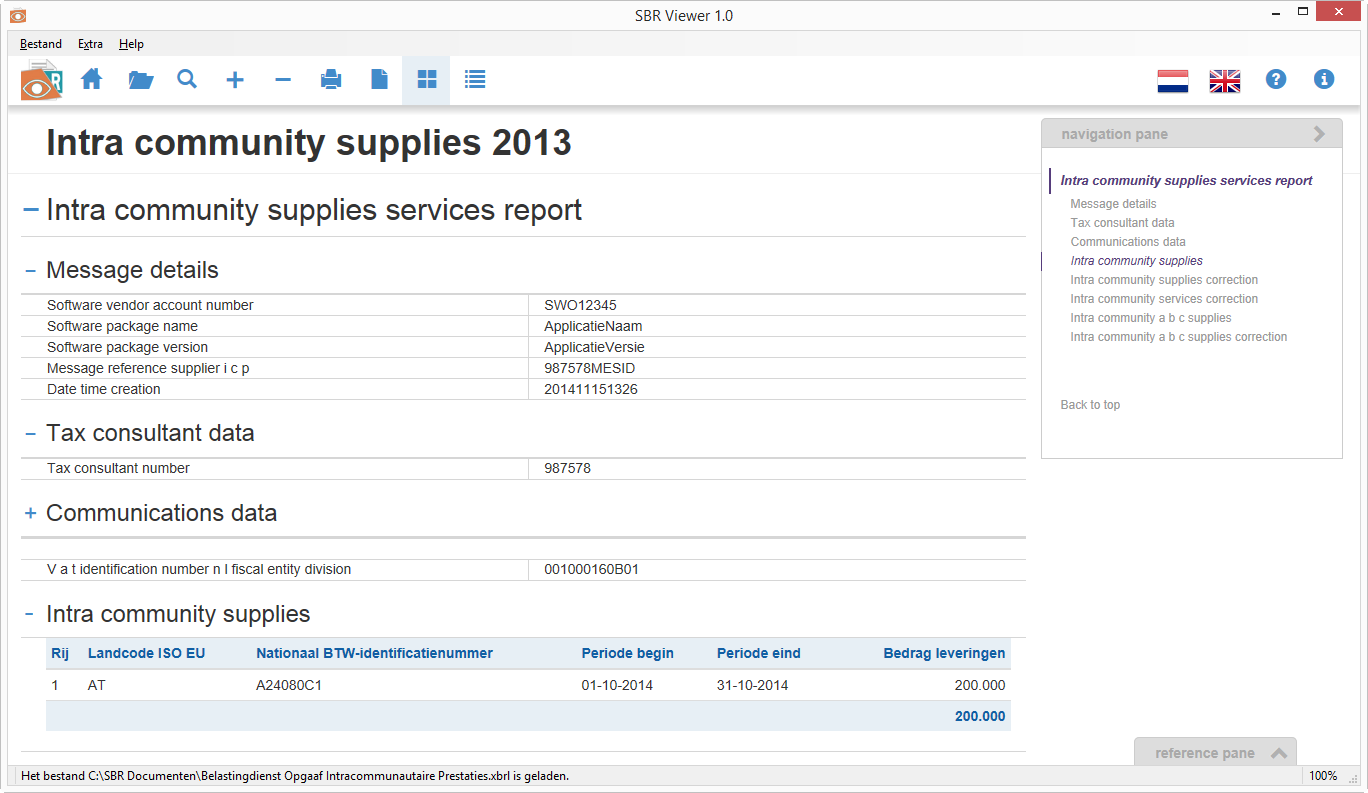 SBR Viewer 1.0
Bestand Extra Help
R
Intra community supplies 2013
Intra community supplies services report
Message details
Software vendor account number SWO12345
Software package name ApplicatieNaam
Software package version ApplicatieVersie
Message reference supplier i c p 987578MESID
Date time creation 201411151326
Tax consultant data
Tax consultant number 987578
Communications data
V a t identification number n l fiscal entity division 001000160B01
Intra community supplies
Rij Landcode ISO EU Nationaal BTW-identificatienummer Periode begin Periode eind Bedrag leveringen
1 AT A24080C1 01-10-2014 31-10-2014 200.000
200.000
navigation pane
Intra community supplies services report
Message details
Tax consultant data
Communications data
Intra community supplies
Intra community supplies correction
Intra community services correction
Intra community a b c supplies
Intra community a b c supplies correction
Back to top
reference pane
Het bestand C:\SBR Documenten\Belastingdienst Opgaaf Intracommunautaire Prestaties.xbrl is geladen. 100%